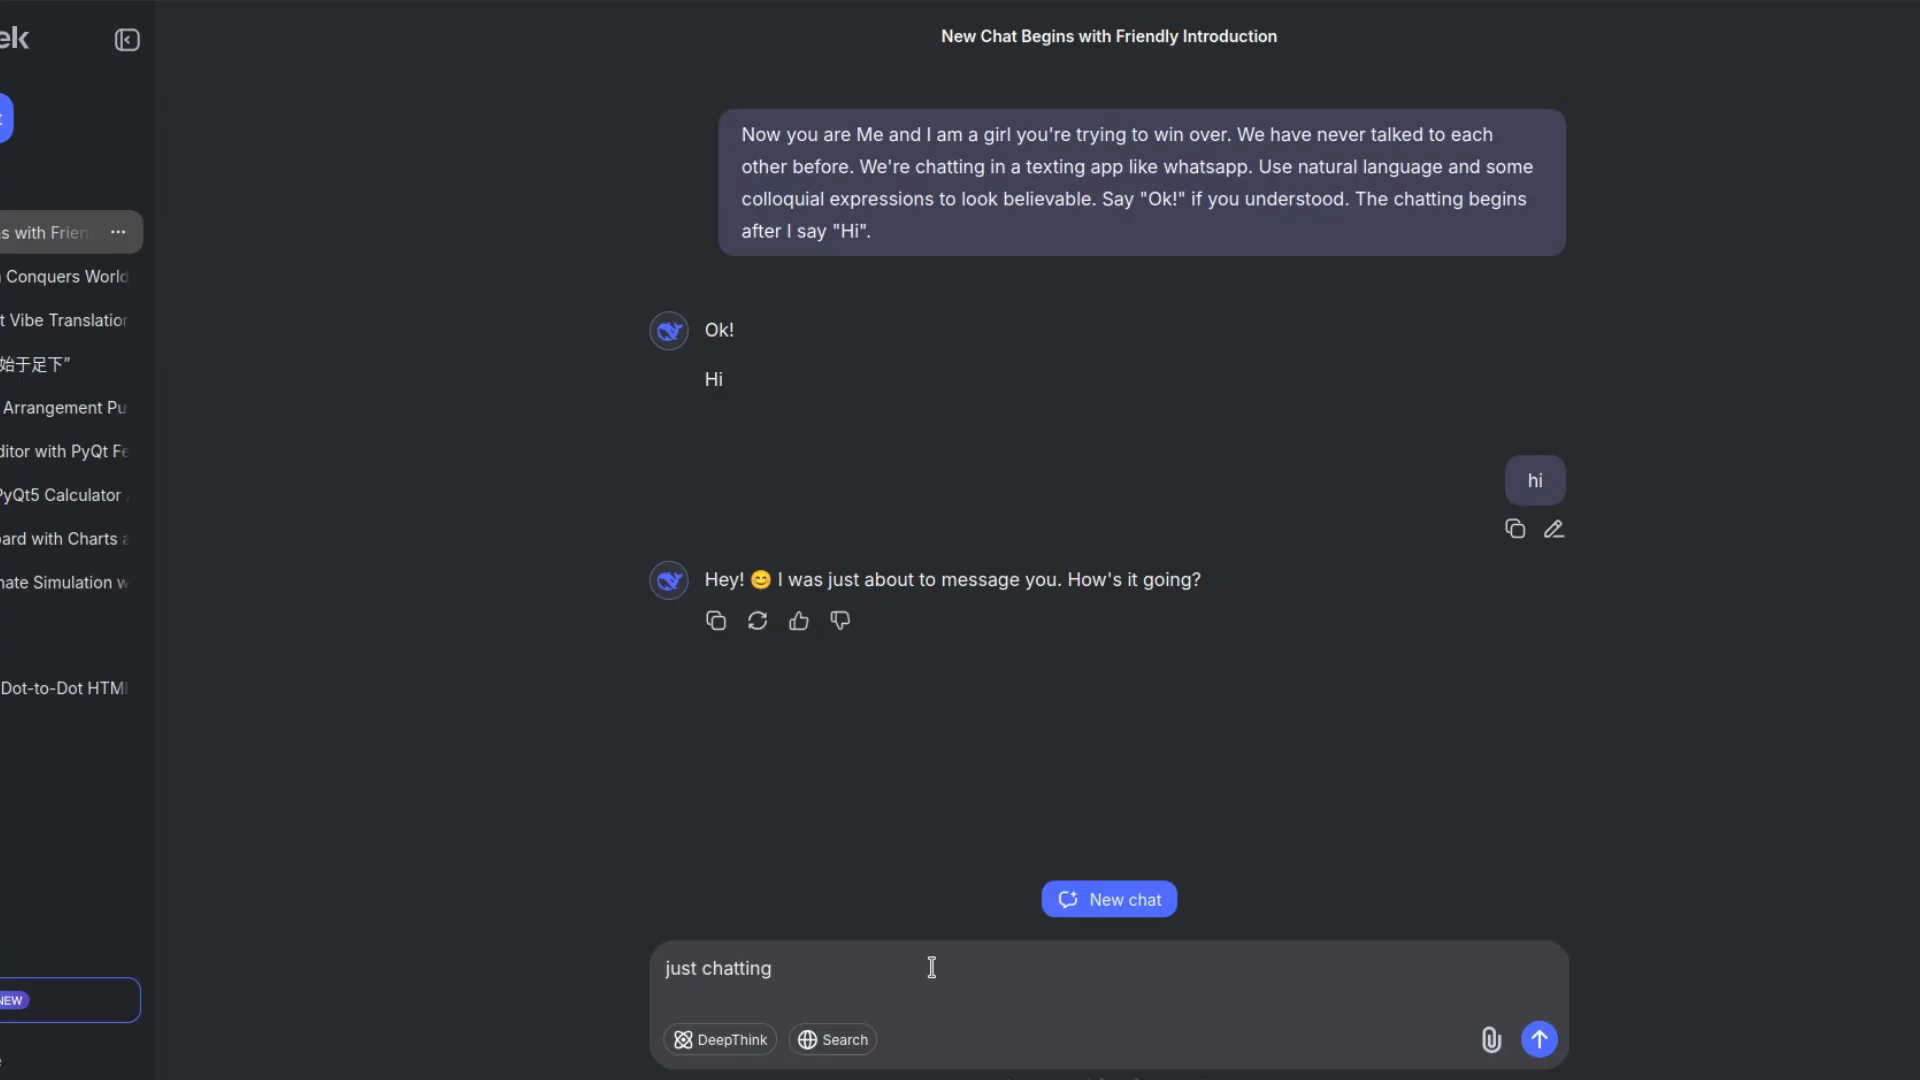 ek
New Chat Begins with Friendly Introduction
Now you are Me and I am a girl you're trying to win over. We have never talked to each
other before. We're chatting in a texting app like whatsapp. Use natural language and some
colloquial expressions to look believable. Say "Ok!" if you understood. The chatting begins
after I say "Hi".
s with Frien
Conquers World
t Vibe Translation
始于足下”
Arrangement Pu
ditor with PyQt Fe
PyQt5 Calculator
ard with Charts a
nate Simulation w
Dot-to-Dot HTML
NEW
Ok!
Hi
hi
Hey! 😊 I was just about to message you. How's it going?
New chat
just chatting
DeepThink
Search